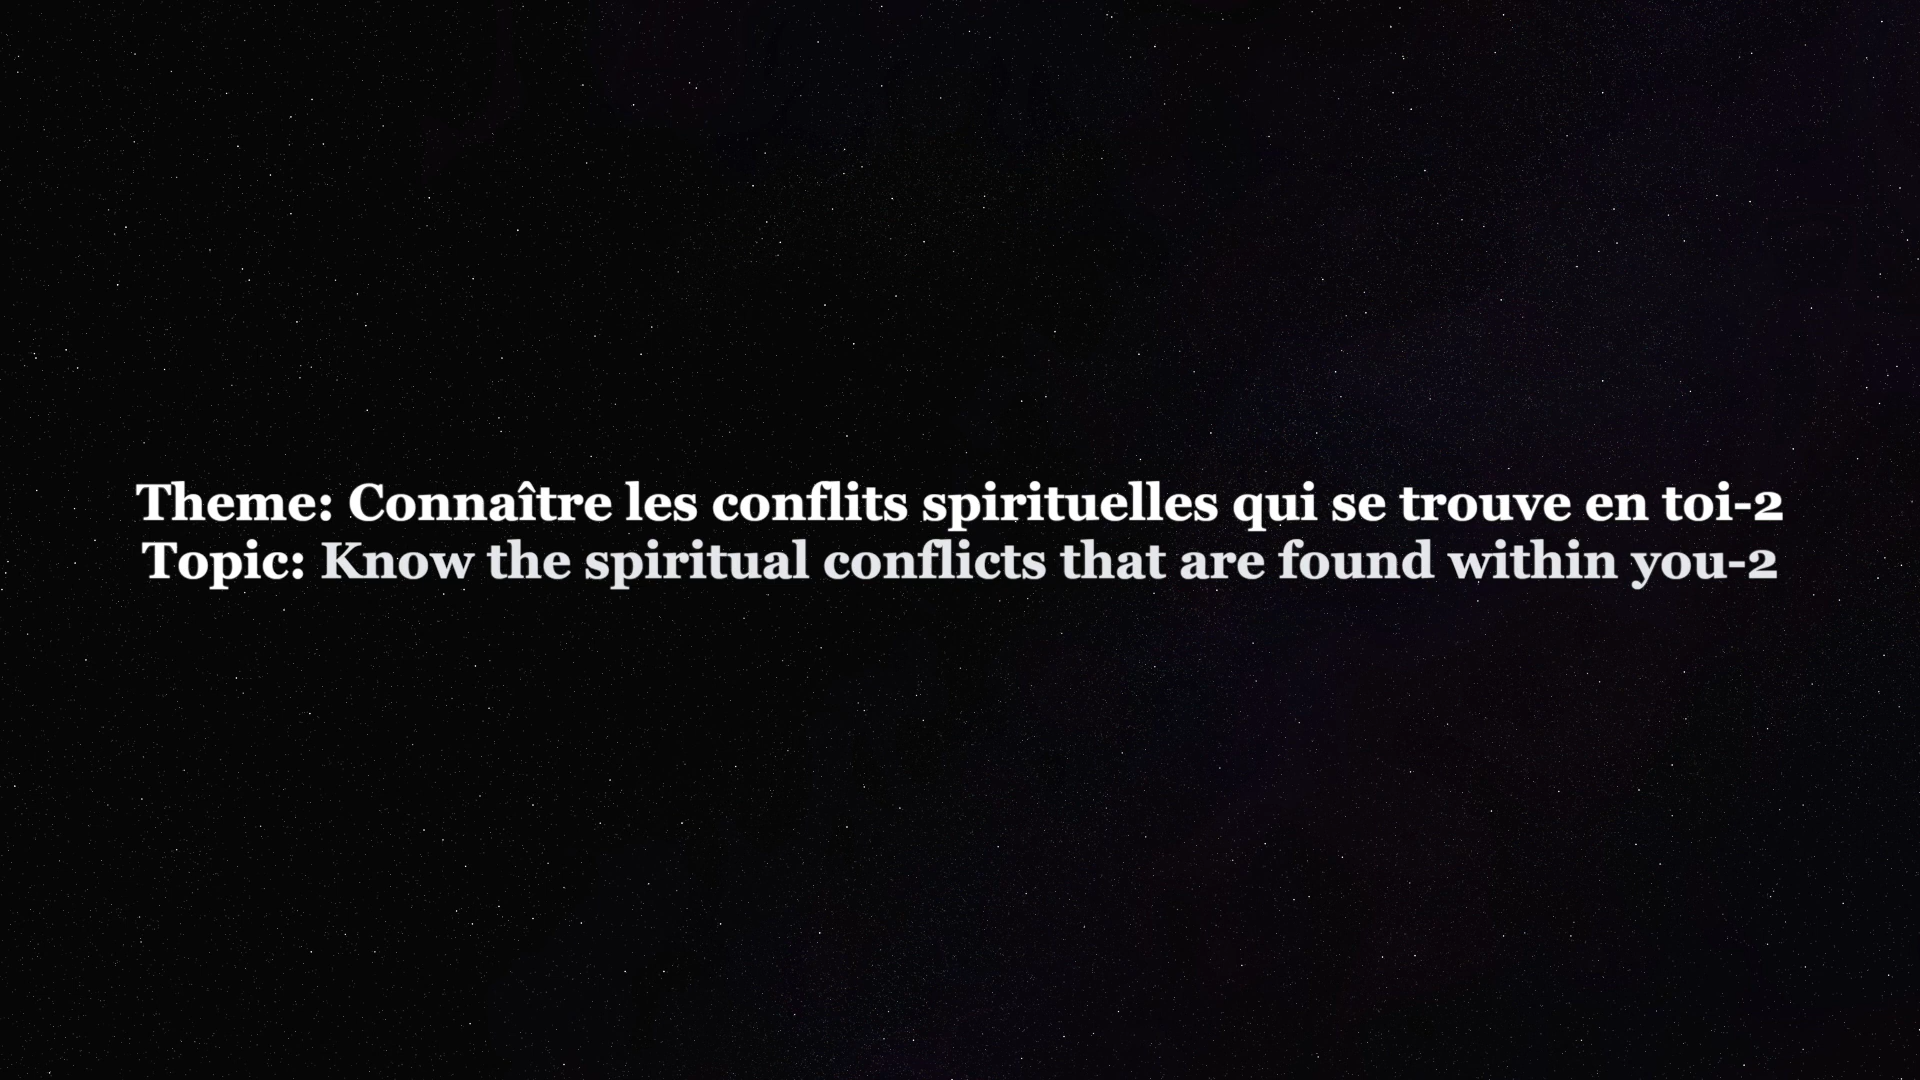 Theme: Connaître les conflits spirituelles qui se trouve en toi-2
Topic: Know the spiritual conflicts that are found within you-2